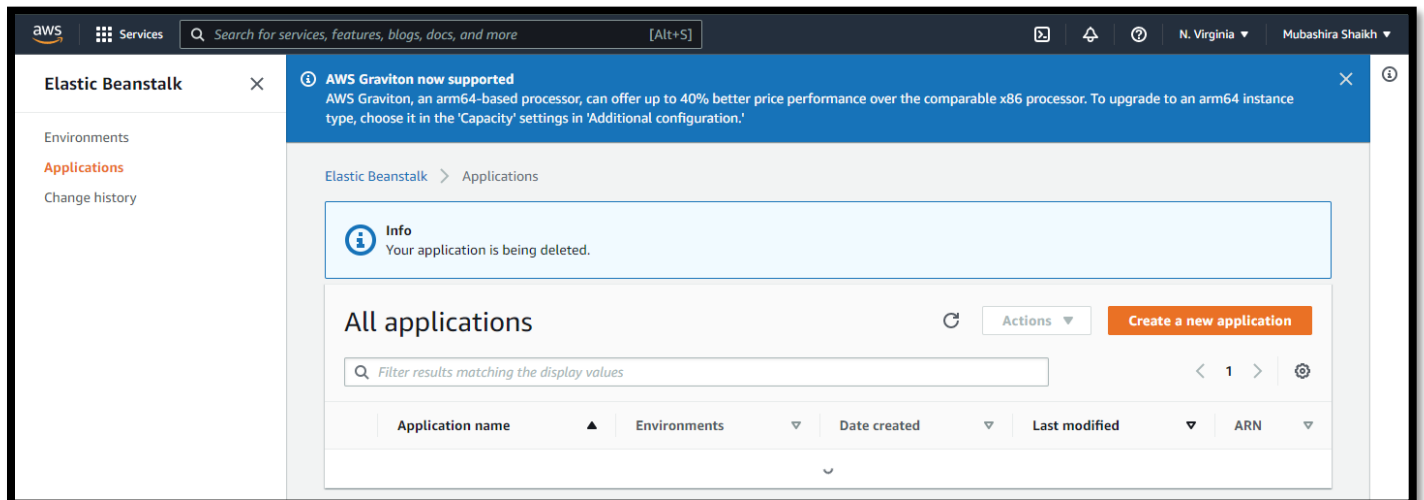 aws Services Search for services, features, blogs, docs, and more [Alt+S] N. Virginia Mubashira Shaikh
Elastic Beanstalk
Environments
Applications
Change history
AWS Graviton now supported
AWS Graviton, an arm64-based processor, can offer up to 40% better price performance over the comparable x86 processor. To upgrade to an arm64 instance
type, choose it in the 'Capacity' settings in 'Additional configuration.'
Elastic Beanstalk > Applications
Info
Your application is being deleted.
All applications Actions Create a new application
Filter results matching the display values < 1 >
Application name Environments Date created Last modified ARN